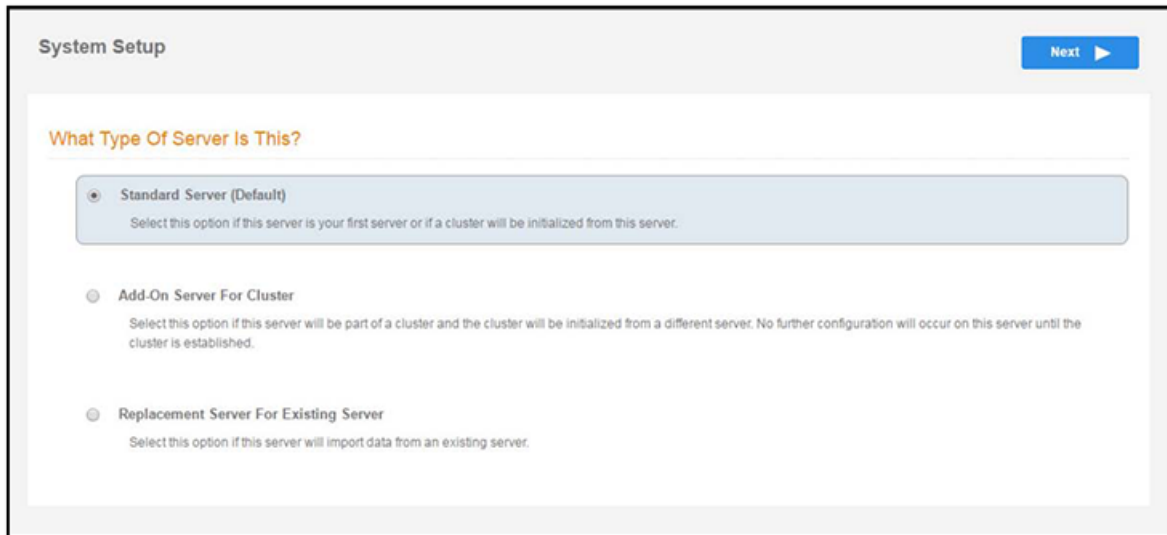 System Setup
Next
What Type Of Server Is This?
Standard Server (Default)
Select this option if this server is your first server or if a cluster will be initialized from this server.
Add-On Server For Cluster
Select this option if this server will be part of a cluster and the cluster will be initialized from a different server. No further configuration will occur on this server until the
cluster is established.
Replacement Server For Existing Server
Select this option if this server will import data from an existing server.